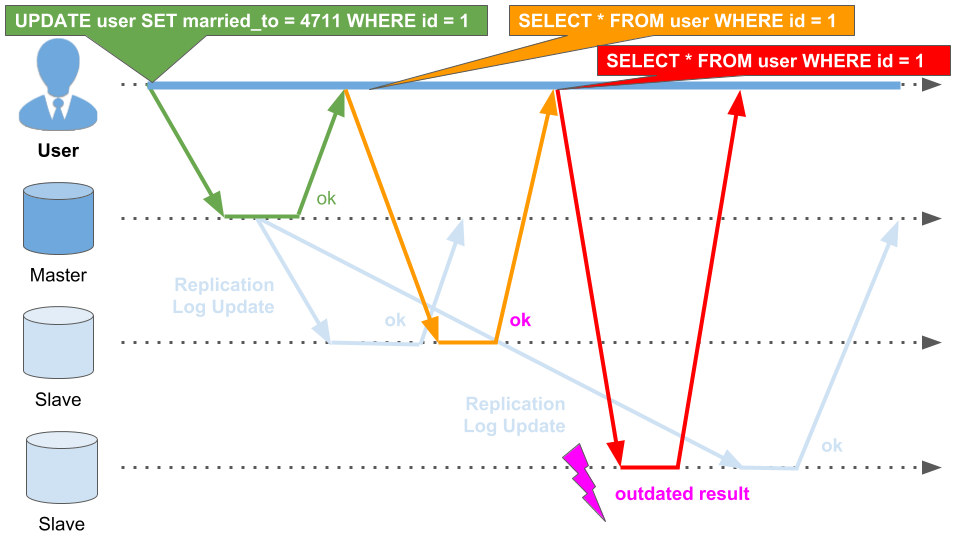 UPDATE user SET married_to = 4711 WHERE id = 1
SELECT * FROM user WHERE id = 1
SELECT * FROM user WHERE id = 1
User
ok
Master
Replication
Log Update
ok
ok
Slave
Replication
Log Update
ok
outdated result
Slave